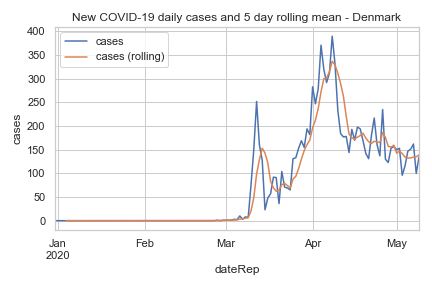 New COVID-19 daily cases and 5 day rolling mean - Denmark
cases
cases (rolling)
400
350
300
250
200
150
100
50
0
cases
Jan
2020
Feb
Mar
Apr
May
dateRep